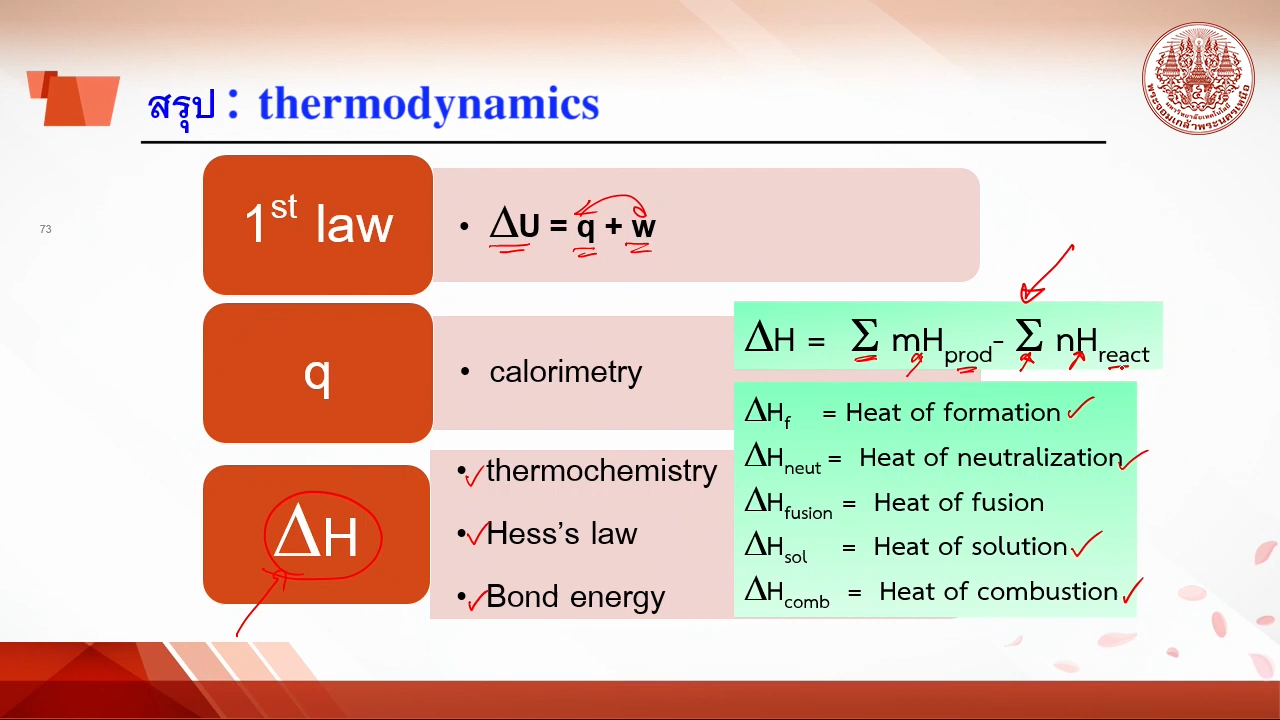 สรุป : thermodynamics
73
1st law
• ΔU = q + w
q
• calorimetry
ΔH = Σ mHprod- Σ nHreact
ΔH
• thermochemistry
• Hess's law
• Bond energy
ΔHf = Heat of formation
ΔHneut = Heat of neutralization
ΔHfusion = Heat of fusion
ΔHsol = Heat of solution
ΔHcomb = Heat of combustion